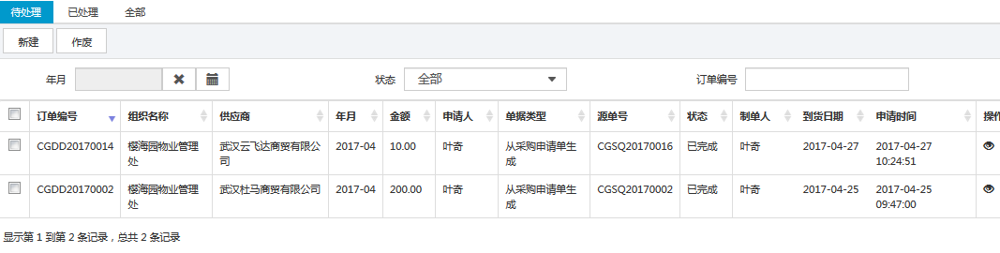 待处理 已处理 全部
新建 作废
年月 状态 全部 订单编号
订单编号 组织名称 供应商 年月 金额 申请人 单据类型 源单号 状态 制单人 到货日期 申请时间 操作
CGDD20170014 樱海园物业管理 武汉云飞达商贸有限公 2017-04 10.00 叶奇 从采购申请单生 CGSQ20170016 已完成 叶奇 2017-04-27 2017-04-27
处 司 成 10:24:51
CGDD20170002 樱海园物业管理 武汉杜马商贸有限公司 2017-04 200.00 叶奇 从采购申请单生 CGSQ20170002 已完成 叶奇 2017-04-25 2017-04-25
处 成 09:47:00
显示第 1 到第 2 条记录，总共 2 条记录